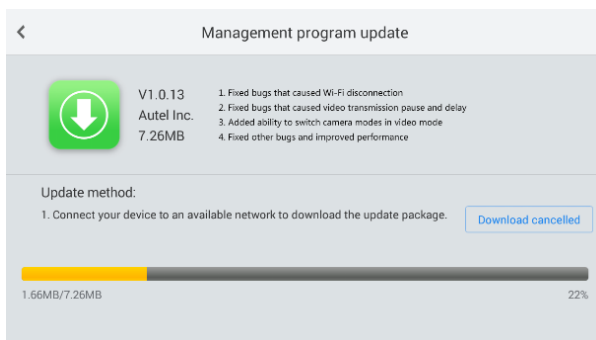 Management program update
V1.0.13
Autel Inc.
7.26MB
1. Fixed bugs that caused Wi-Fi disconnection
2. Fixed bugs that caused video transmission pause and delay
3. Added ability to switch camera modes in video mode
4. Fixed other bugs and improved performance
Update method:
1. Connect your device to an available network to download the update package.
Download cancelled
1.66MB/7.26MB
22%